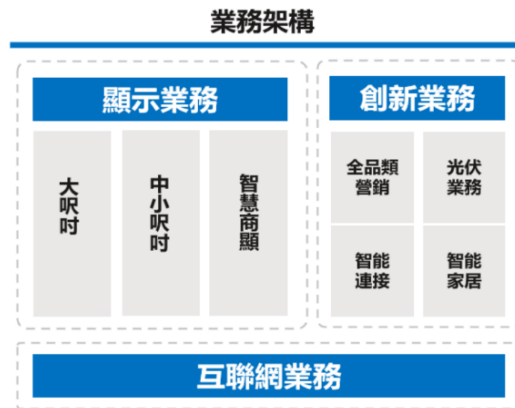 業務架構
顯示業務
大呎吋
中小呎吋
智慧商顯
創新業務
全品類
營銷
光伏
業務
智能
連接
智能
家居
互聯網業務